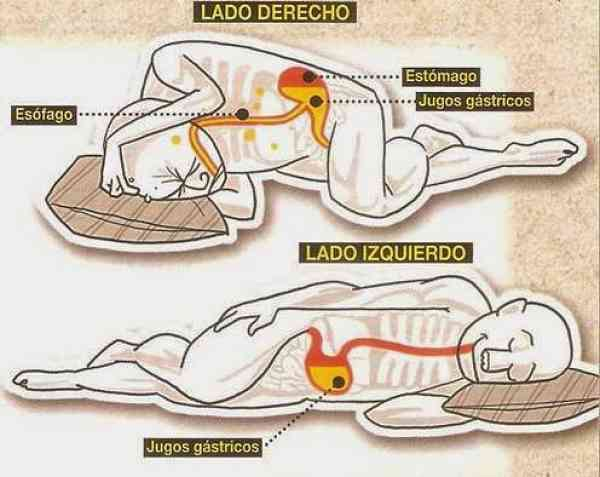 LADO DERECHO
Estómago
Jugos gástricos
Esófago
LADO IZQUIERDO
Jugos gástricos